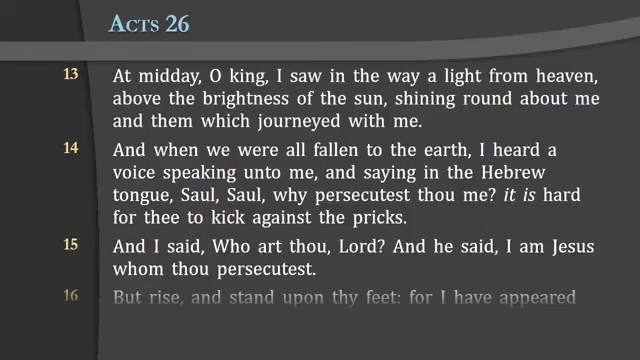 Acts 26
13 At midday, O king, I saw in the way a light from heaven,
above the brightness of the sun, shining round about me
and them which journeyed with me.
14 And when we were all fallen to the earth, I heard a
voice speaking unto me, and saying in the Hebrew
tongue, Saul, Saul, why persecutest thou me? it is hard
for thee to kick against the pricks.
15 And I said, Who art thou, Lord? And he said, I am Jesus
whom thou persecutest.
16 But rise, and stand upon thy feet: for I have appeared